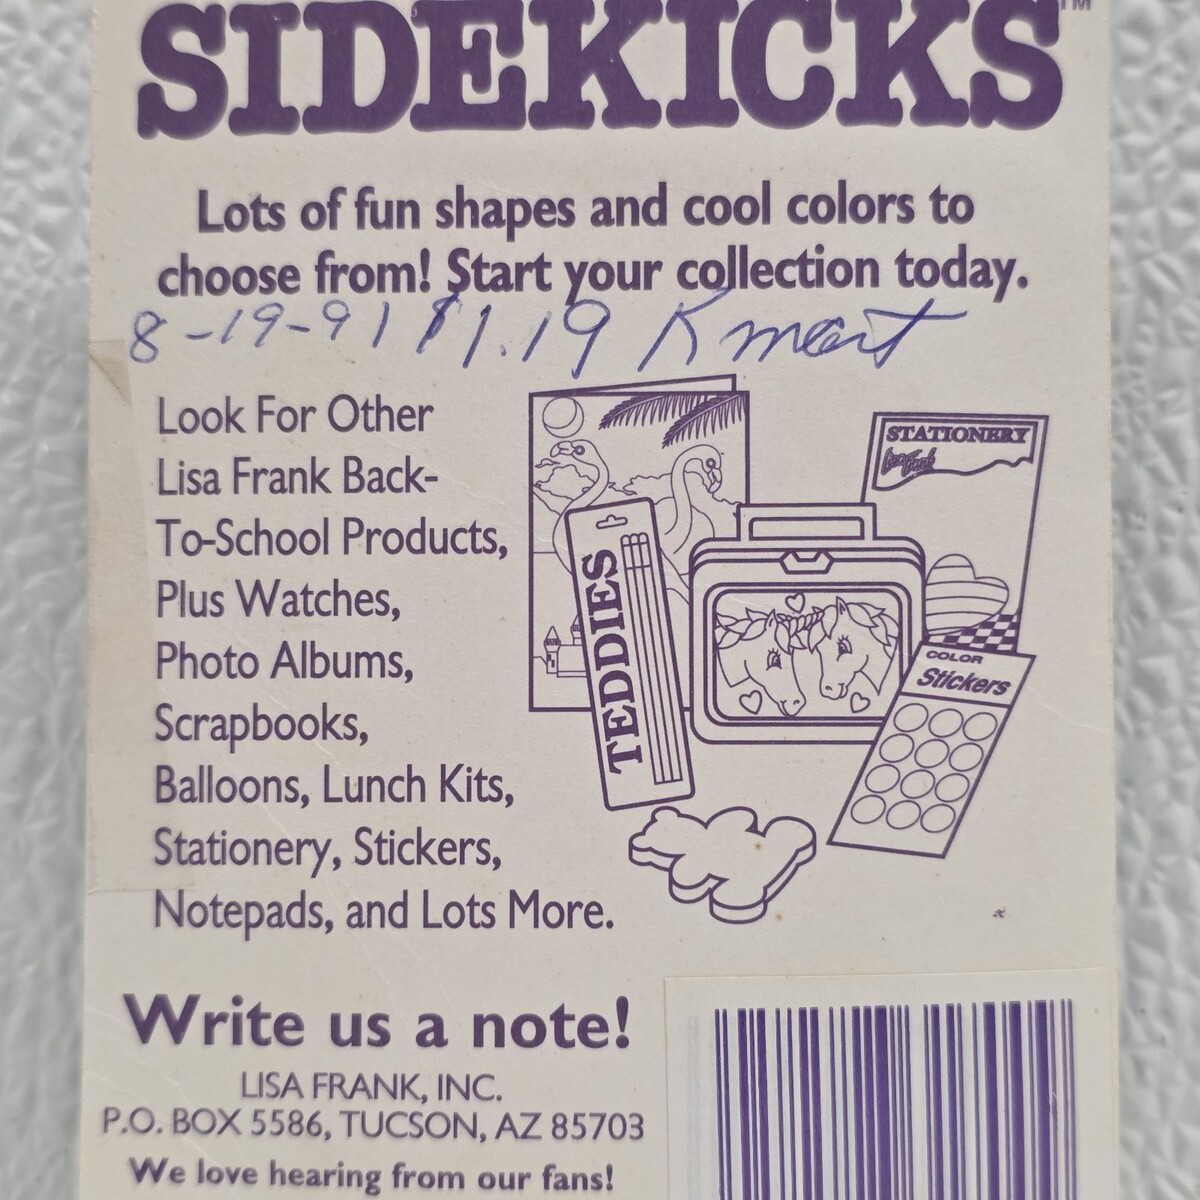 SIDEKICKS™
Lots of fun shapes and cool colors to
choose from! Start your collection today.
8-19-91 $1.19 Kmart
Look For Other
Lisa Frank Back-
To-School Products,
Plus Watches,
Photo Albums,
Scrapbooks,
Balloons, Lunch Kits,
Stationery, Stickers,
Notepads, and Lots More.
STATIONERY
Lisa Frank
TEDDIES
COLOR
Stickers
Write us a note!
LISA FRANK, INC.
P.O. BOX 5586, TUCSON, AZ 85703
We love hearing from our fans!